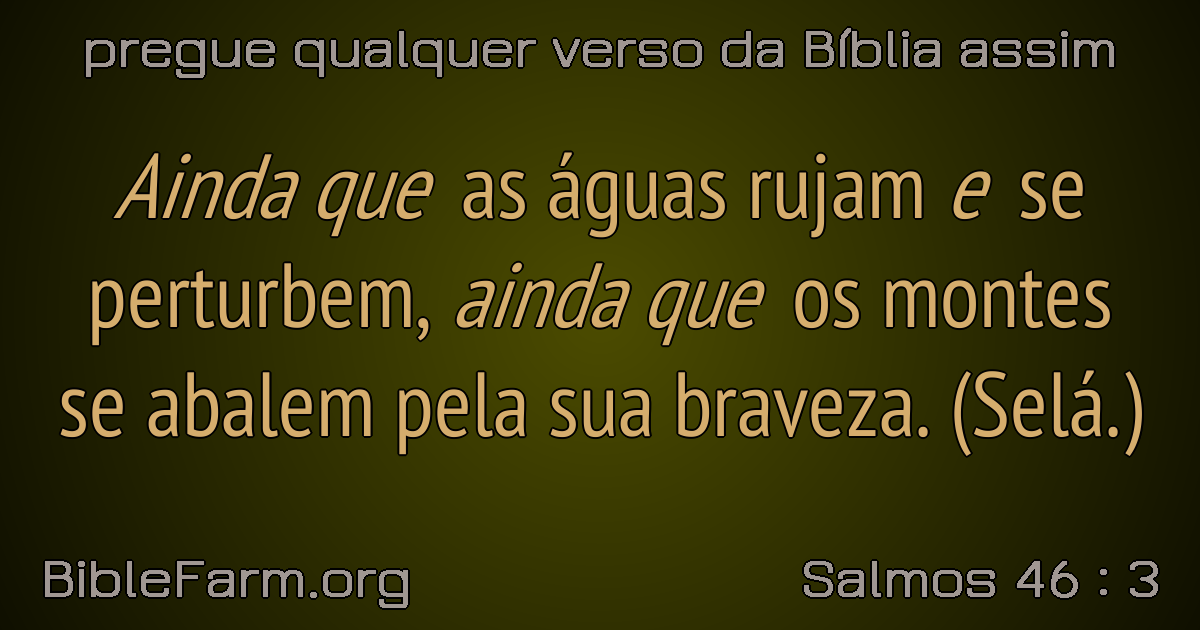 pregue qualquer verso da Bíblia assim
Ainda que as águas rujam e se
perturbem, ainda que os montes
se abalem pela sua braveza. (Selá.)
BibleFarm.org
Salmos 46 : 3